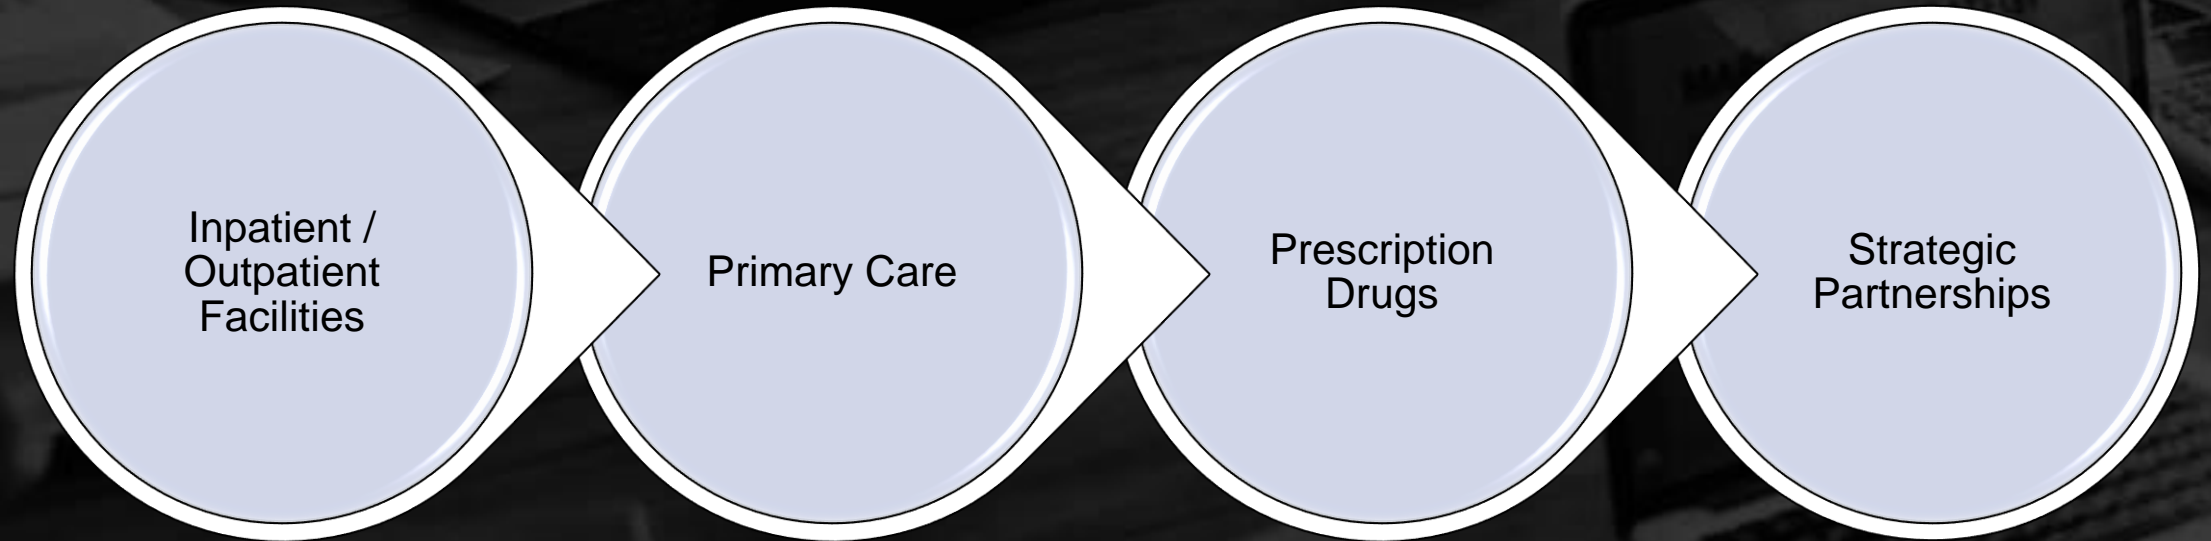 Inpatient /
Outpatient
Facilities
Primary Care
Prescription
Drugs
Strategic
Partnerships